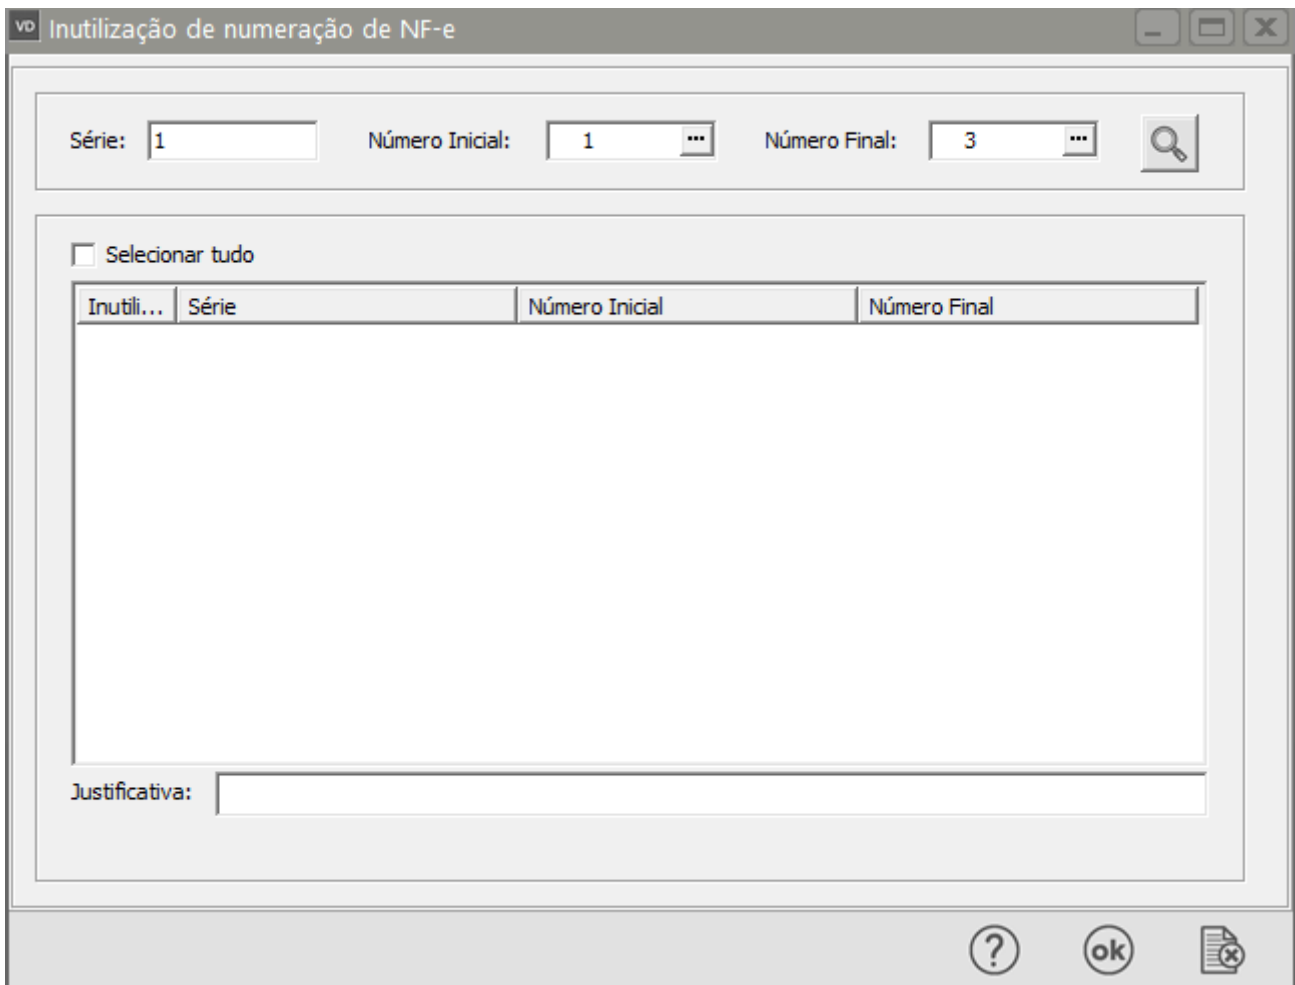 VD Inutilização de numeração de NF-e
Série: 1 Número Inicial: 1 ... Número Final: 3 ...
Selecionar tudo
Inutili... Série Número Inicial Número Final
Justificativa:
? ok